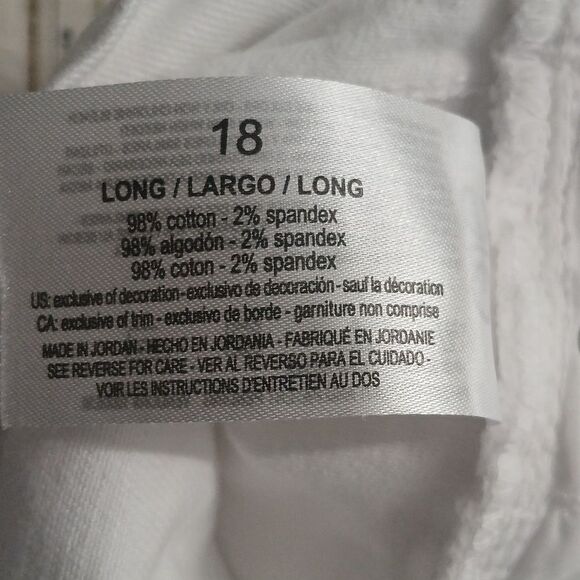 18
LONG / LARGO / LONG
98% cotton - 2% spandex
98% algodón - 2% spandex
98% coton - 2% spandex
US: exclusive of decoration - exclusivo de decoración - sauf la décoration
CA: exclusive of trim - exclusivo de borde - garniture non comprise
MADE IN JORDAN - HECHO EN JORDANIA - FABRIQUÉ EN JORDANIE
SEE REVERSE FOR CARE - VER AL REVERSO PARA EL CUIDADO -
VOIR LES INSTRUCTIONS D'ENTRETIEN AU DOS